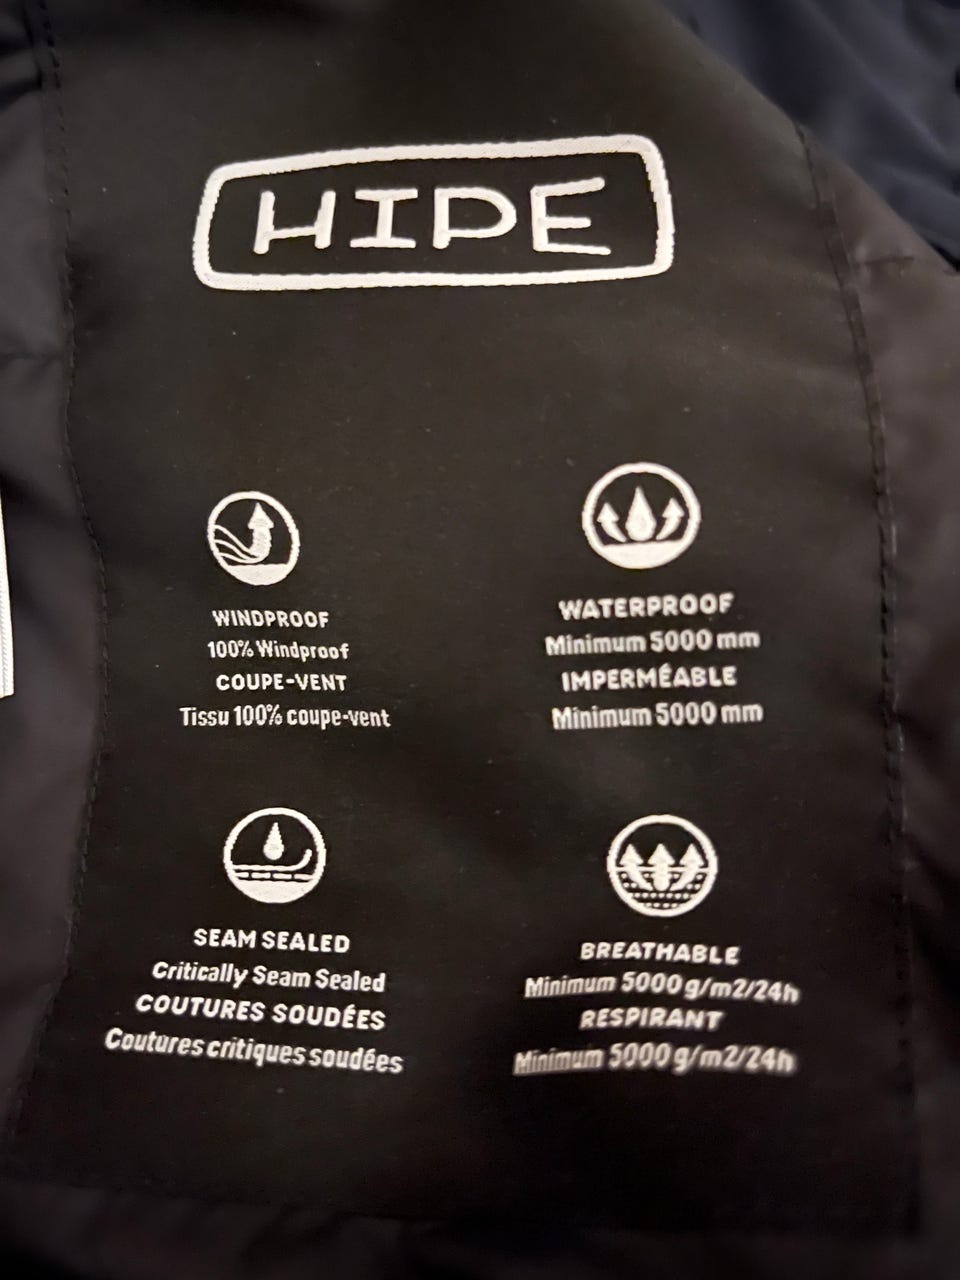 HIPE
WINDPROOF
100% Windproof
COUPE-VENT
Tissu 100% coupe-vent
WATERPROOF
Minimum 5000 mm
IMPERMÉABLE
Minimum 5000 mm
SEAM SEALED
Critically Seam Sealed
COUTURES SOUDÉES
Coutures critiques soudées
BREATHABLE
Minimum 5000 g/m2/24h
RESPIRANT
Minimum 5000 g/m2/24h